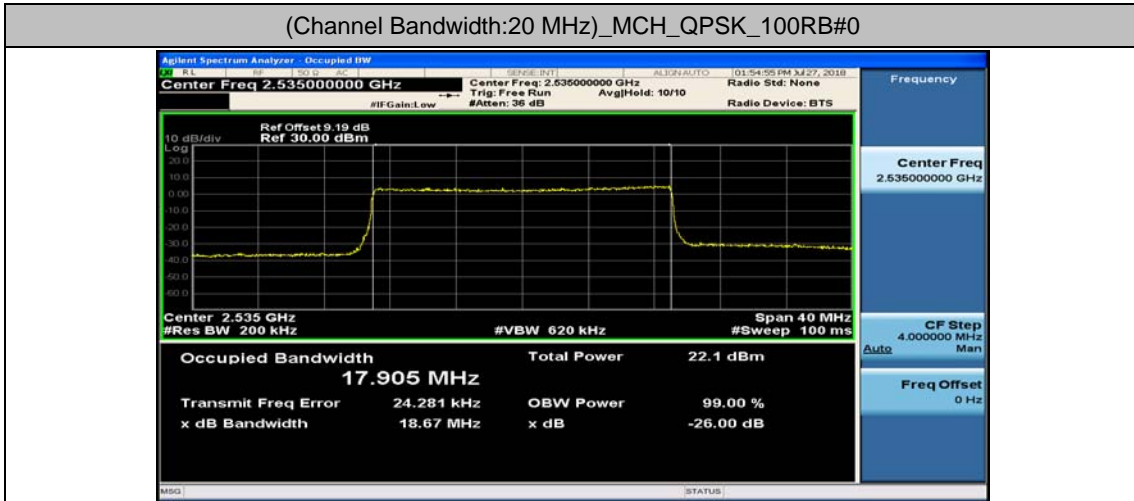 (Channel Bandwidth:20 MHz)_MCH_QPSK_100RB#0
Agilent Spectrum Analyzer - Occupied BW
RL RF 50 Ω AC SENSE:INT ALIGN AUTO 01:54:55 PM Jul 27, 2018
Center Freq 2.535000000 GHz
Center Freq: 2.535000000 GHz
Radio Std: None
Trig: Free Run Avg|Hold: 10/10
#IFGain:Low #Atten: 36 dB Radio Device: BTS
Ref Offset 9.19 dB
10 dB/div Ref 30.00 dBm
Log
20.0
10.0
0.00
-10.0
-20.0
-30.0
-40.0
-50.0
-60.0
Center 2.535 GHz Span 40 MHz
#Res BW 200 kHz #VBW 620 kHz #Sweep 100 ms
Occupied Bandwidth Total Power 22.1 dBm
17.905 MHz
Transmit Freq Error 24.281 kHz OBW Power 99.00 %
x dB Bandwidth 18.67 MHz x dB -26.00 dB
MSG STATUS
Frequency
Center Freq
2.535000000 GHz
CF Step
4.000000 MHz
Auto Man
Freq Offset
0 Hz